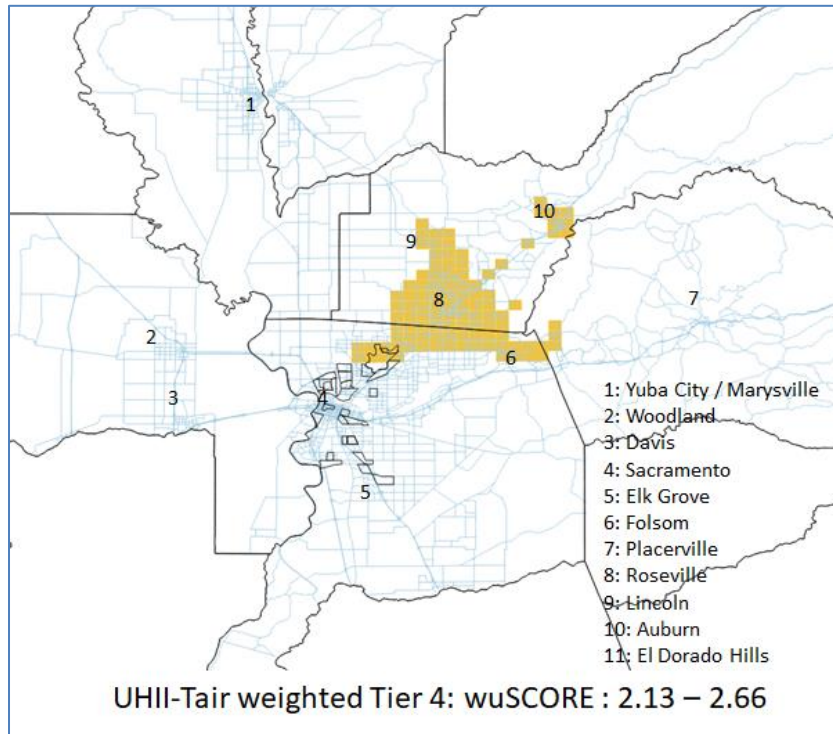 1
10
9
8
7
2
6
3
4
5
1: Yuba City / Marysville
2: Woodland
3: Davis
4: Sacramento
5: Elk Grove
6: Folsom
7: Placerville
8: Roseville
9: Lincoln
10: Auburn
11: El Dorado Hills
UHII-Tair weighted Tier 4: wuSCORE : 2.13 – 2.66